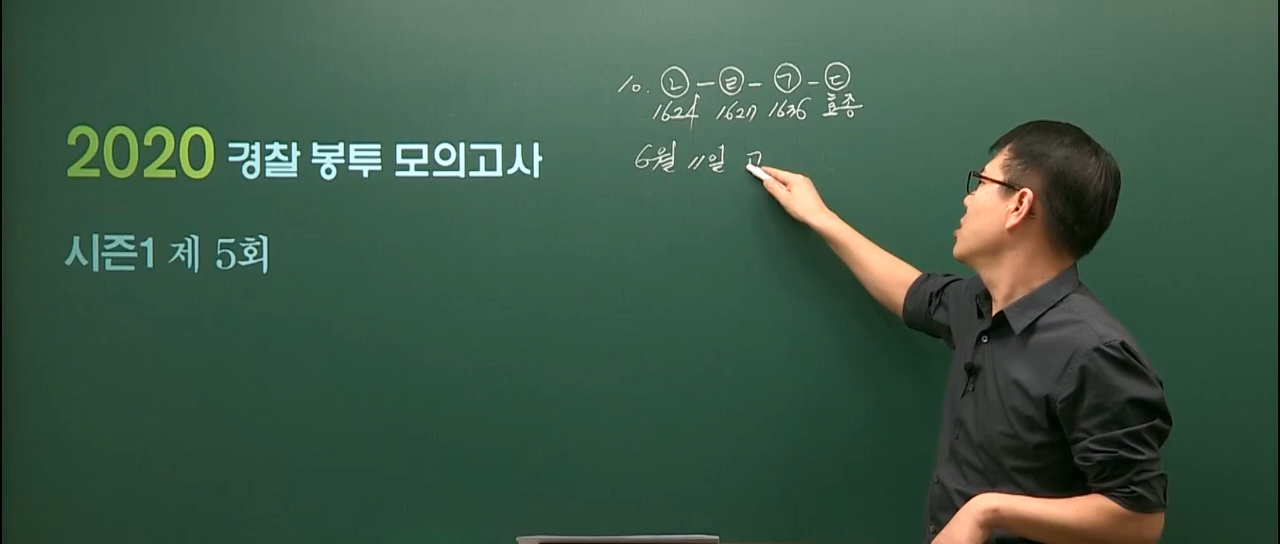 2020 경찰 봉투 모의고사
시즌1 제 5회
10. ㉡-㉣-㉠-㉢
1624 1627 1636 효종
6월 11일 고